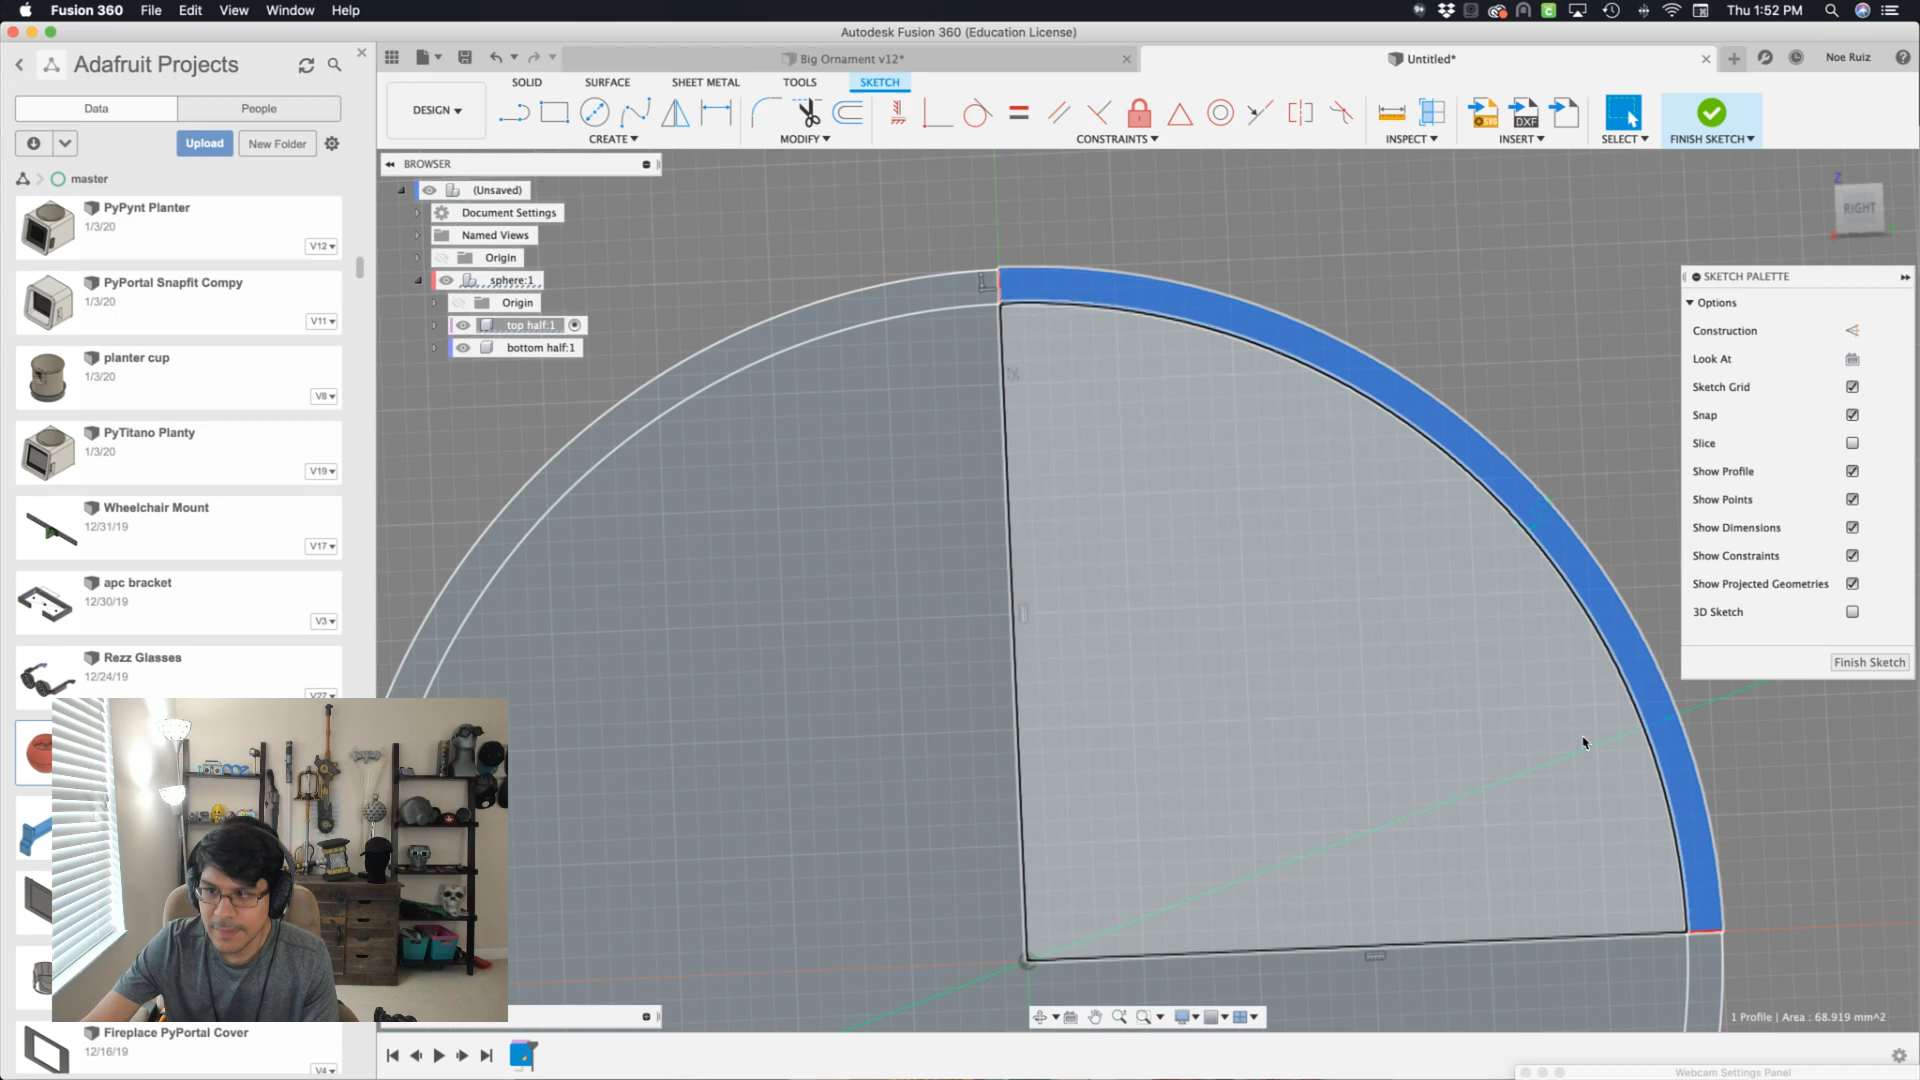 Fusion 360 File Edit View Window Help
Thu 1:52 PM
Autodesk Fusion 360 (Education License)
Adafruit Projects
Big Ornament v12*
Untitled*
Noe Ruiz
Data
People
Upload
New Folder
master
PyPynt Planter
1/3/20
V12
PyPortal Snapfit Compy
1/3/20
V11
planter cup
1/3/20
V8
PyTitano Planty
1/3/20
V19
Wheelchair Mount
12/31/19
V17
apc bracket
12/30/19
V3
Rezz Glasses
12/24/19
V27
Fireplace PyPortal Cover
12/16/19
V4
SOLID
SURFACE
SHEET METAL
TOOLS
SKETCH
DESIGN
CREATE
MODIFY
CONSTRAINTS
INSPECT
INSERT
SVG
DXF
SELECT
FINISH SKETCH
BROWSER
(Unsaved)
Document Settings
Named Views
Origin
sphere:1
Origin
top half:1
bottom half:1
Z
RIGHT
SKETCH PALETTE
Options
Construction
Look At
Sketch Grid
Snap
Slice
Show Profile
Show Points
Show Dimensions
Show Constraints
Show Projected Geometries
3D Sketch
Finish Sketch
1 Profile | Area : 68.919 mm^2
Webcam Settings Panel